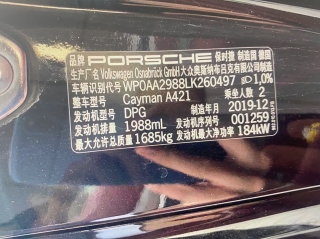 品 牌 PORSCHE 保时捷 制造国 德国
生产厂名 Volkswagen Osnabrück GmbH 大众奥斯纳布吕克有限公司
车辆识别代号 WP0AA2988LK260497 1.0%
整车型号 Cayman A421 乘坐人数 2
发动机型号 DPG 制造年月 2019-12
发动机排量 1988mL 发动机号 001259
最大允许总质量 1685kg 发动机最大净功率 184kW